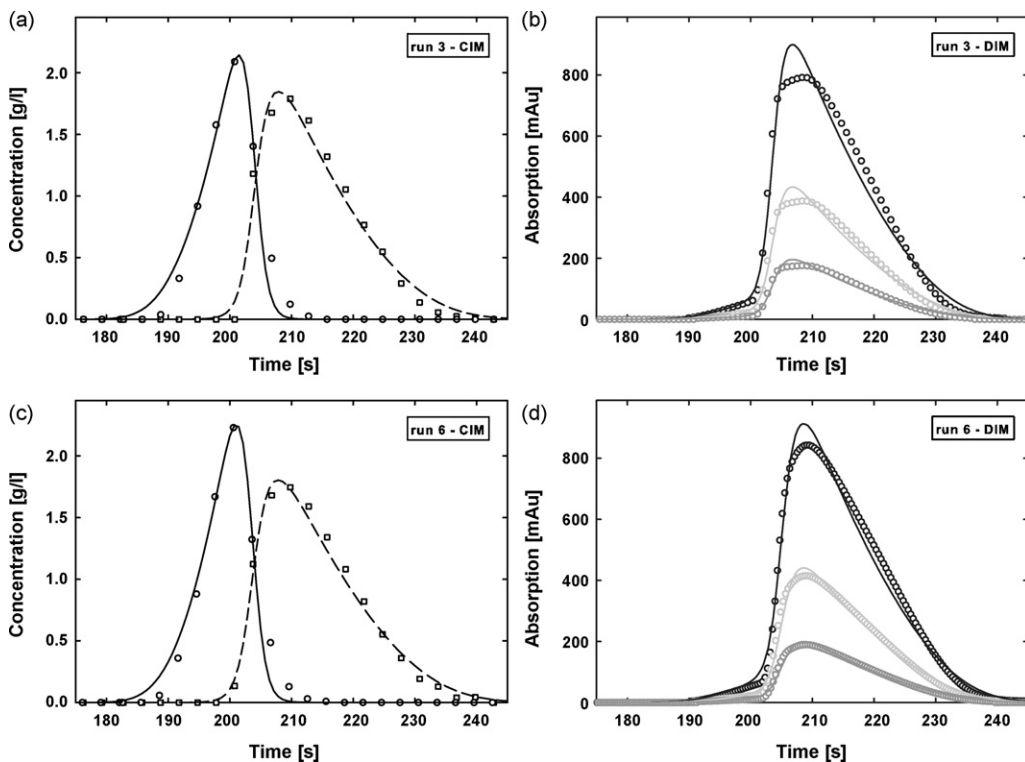 (a)
run 3 - CIM
Concentration [g/l]
2.0
1.5
1.0
0.5
0.0
180 190 200 210 220 230 240
Time [s]
(b)
run 3 - DIM
Absorption [mAu]
800
600
400
200
0
180 190 200 210 220 230 240
Time [s]
(c)
run 6 - CIM
Concentration [g/l]
2.0
1.5
1.0
0.5
0.0
180 190 200 210 220 230 240
Time [s]
(d)
run 6 - DIM
Absorption [mAu]
800
600
400
200
0
180 190 200 210 220 230 240
Time [s]